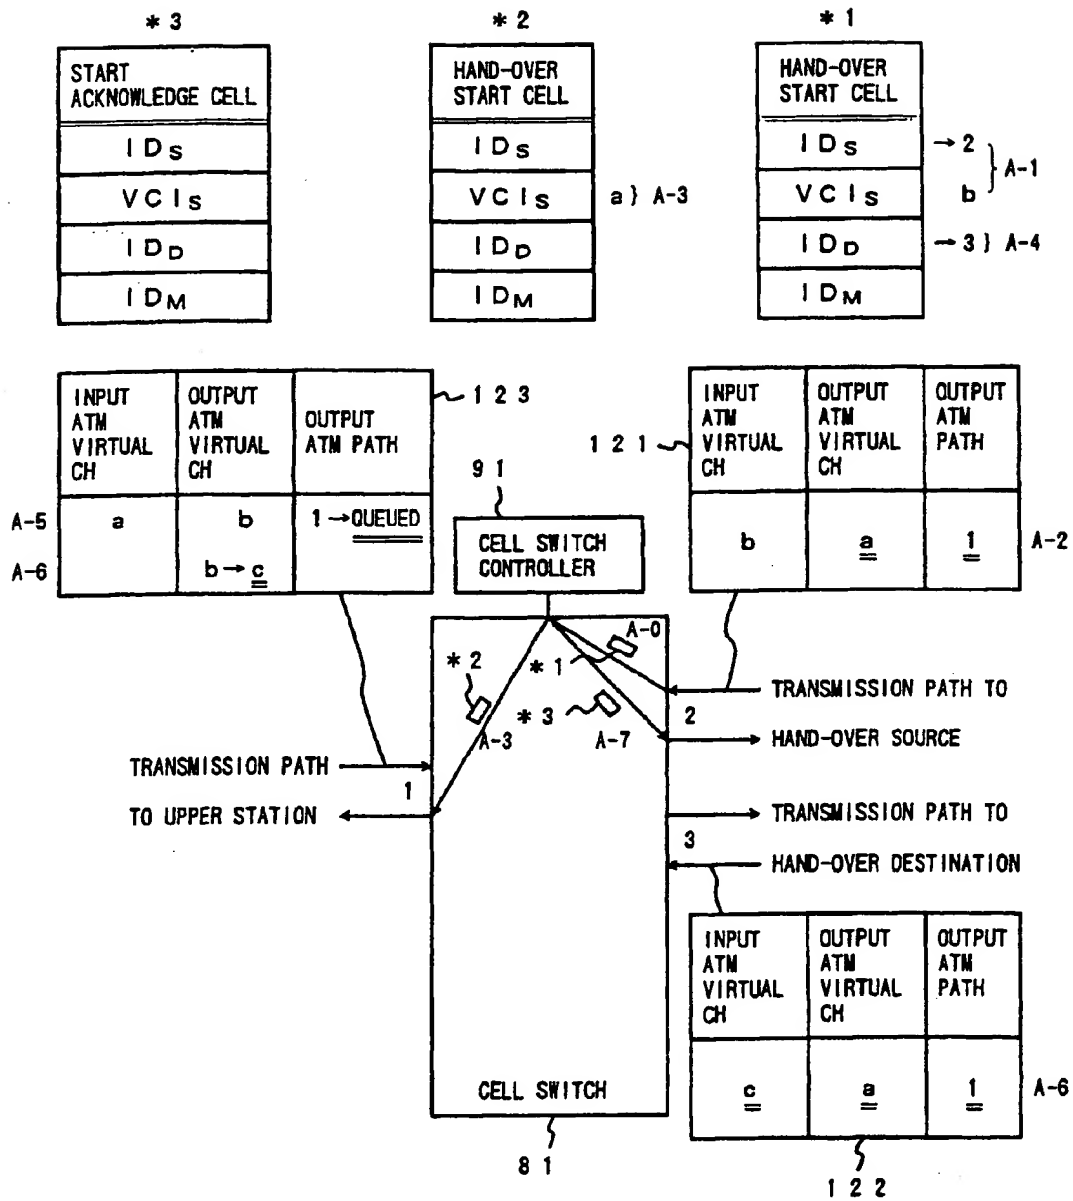 *3
START
ACKNOWLEDGE CELL
IDS
VCIS
IDD
IDM
*2
HAND-OVER
START CELL
IDS
VCIS
a} A-3
IDD
IDM
*1
HAND-OVER
START CELL
IDS
→2
VCIS
b
} A-1
IDD
→3} A-4
IDM
INPUT
ATM
VIRTUAL
CH
OUTPUT
ATM
VIRTUAL
CH
OUTPUT
ATM PATH
123
A-5
a
b
1→QUEUED
A-6
b→c
91
CELL SWITCH
CONTROLLER
121
INPUT
ATM
VIRTUAL
CH
OUTPUT
ATM
VIRTUAL
CH
OUTPUT
ATM
PATH
b
a
1
A-2
A-0
*1
*2
A-3
*3
A-7
TRANSMISSION PATH
1
TO UPPER STATION
TRANSMISSION PATH TO
2
HAND-OVER SOURCE
TRANSMISSION PATH TO
3
HAND-OVER DESTINATION
INPUT
ATM
VIRTUAL
CH
OUTPUT
ATM
VIRTUAL
CH
OUTPUT
ATM
PATH
c
a
1
A-6
122
CELL SWITCH
81